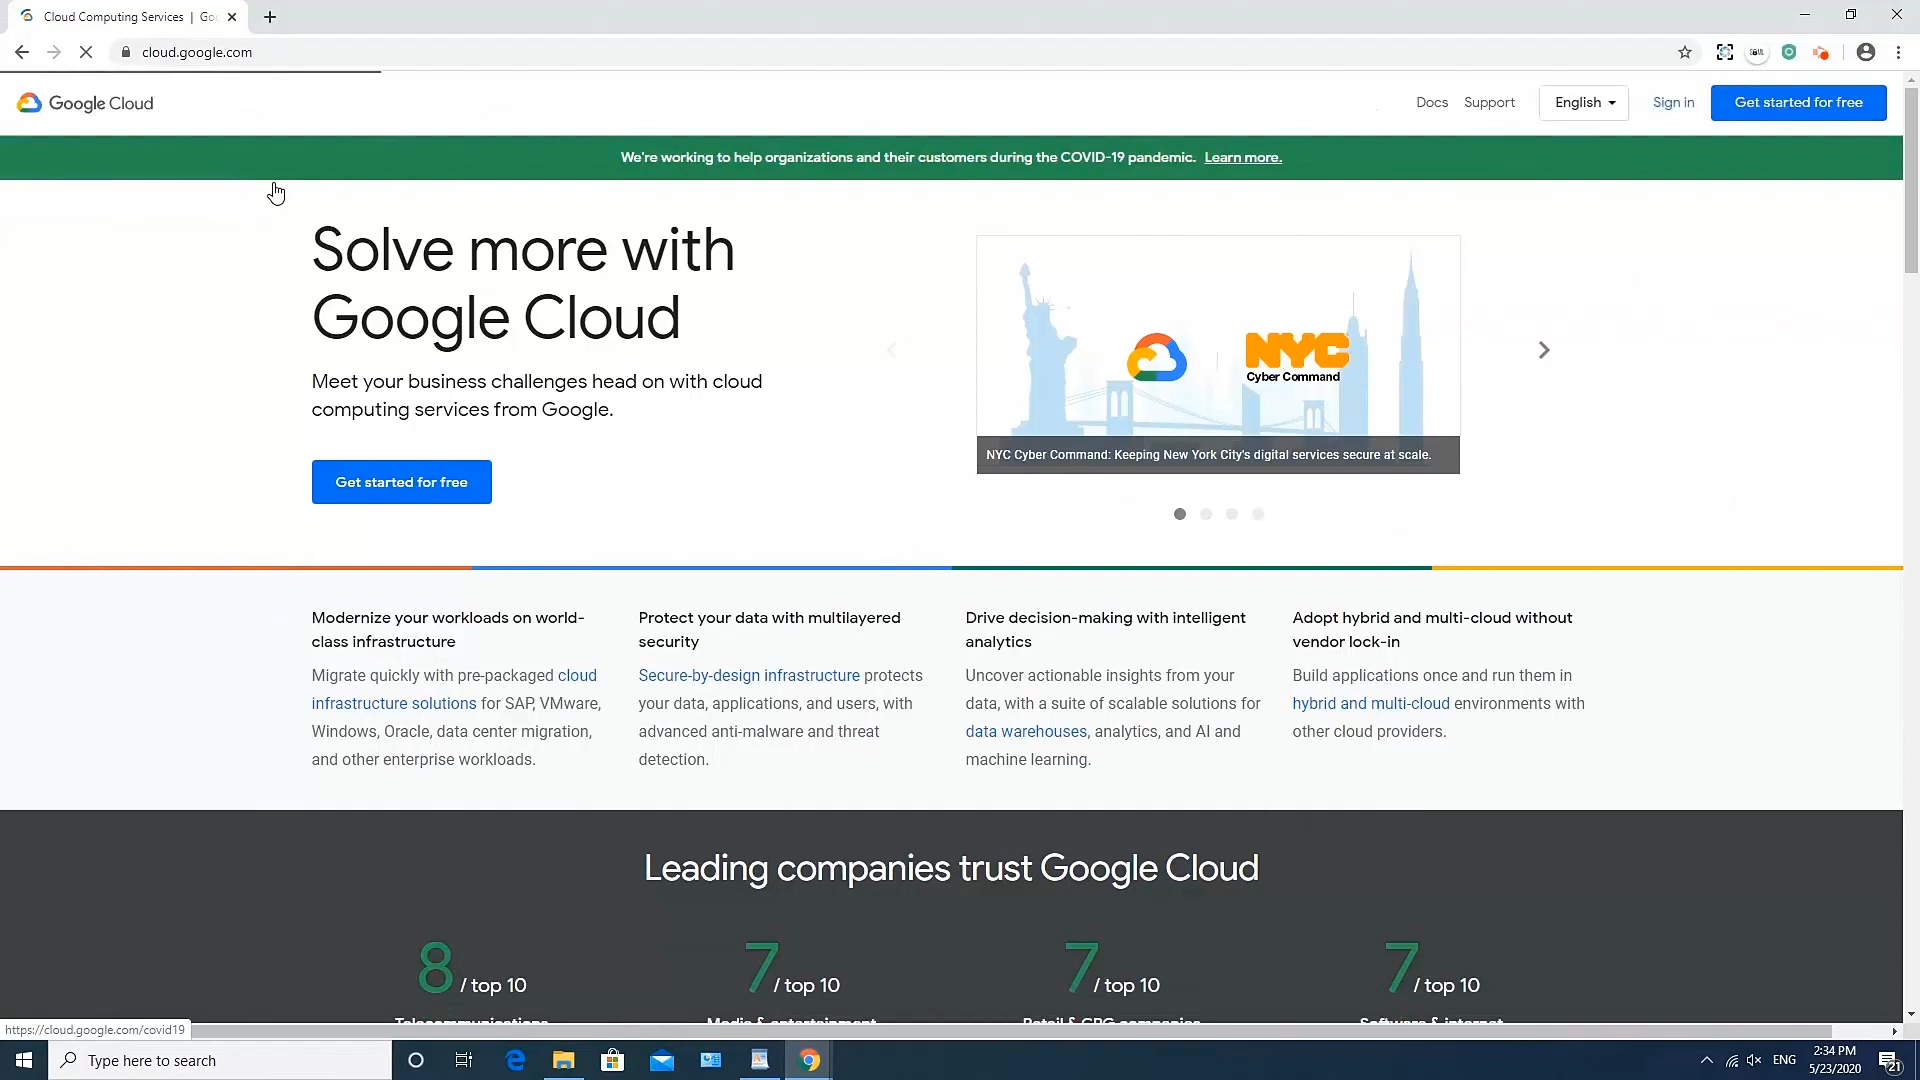 Cloud Computing Services | Goo
cloud.google.com
Google Cloud
Docs
Support
English
Sign in
Get started for free
We're working to help organizations and their customers during the COVID-19 pandemic. Learn more.
Solve more with
Google Cloud
Meet your business challenges head on with cloud
computing services from Google.
Get started for free
NYC
Cyber Command
NYC Cyber Command: Keeping New York City's digital services secure at scale.
Modernize your workloads on world-
class infrastructure
Migrate quickly with pre-packaged cloud
infrastructure solutions for SAP, VMware,
Windows, Oracle, data center migration,
and other enterprise workloads.
Protect your data with multilayered
security
Secure-by-design infrastructure protects
your data, applications, and users, with
advanced anti-malware and threat
detection.
Drive decision-making with intelligent
analytics
Uncover actionable insights from your
data, with a suite of scalable solutions for
data warehouses, analytics, and AI and
machine learning.
Adopt hybrid and multi-cloud without
vendor lock-in
Build applications once and run them in
hybrid and multi-cloud environments with
other cloud providers.
Leading companies trust Google Cloud
8 / top 10
Telecommunications
7 / top 10
Media & entertainment
7 / top 10
Retail & CPG companies
7 / top 10
Software & internet
https://cloud.google.com/covid19
Type here to search
ENG
2:34 PM
5/23/2020
21